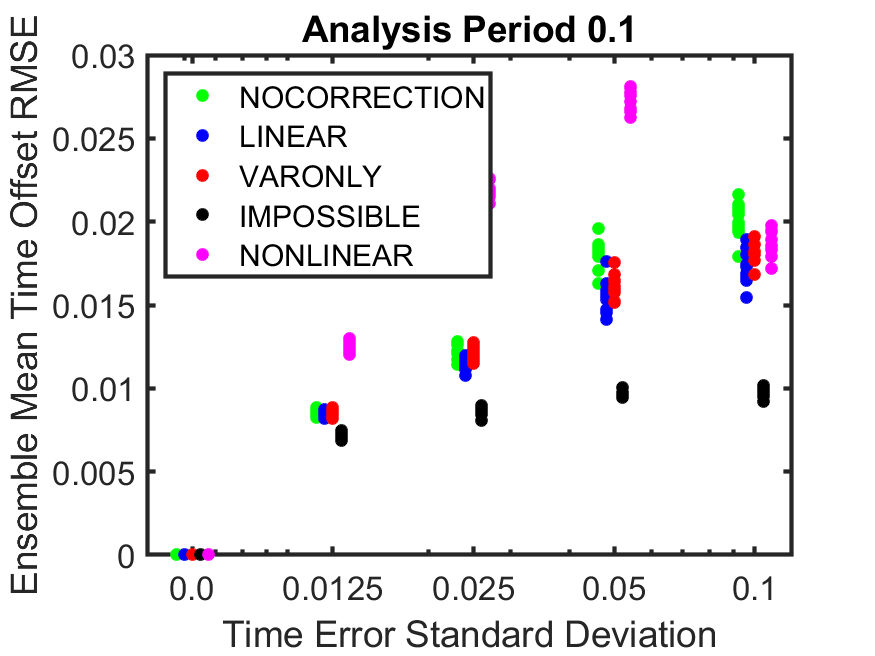 Analysis Period 0.1
Ensemble Mean Time Offset RMSE
0.03
0.025
0.02
0.015
0.01
0.005
0
NOCORRECTION
LINEAR
VARONLY
IMPOSSIBLE
NONLINEAR
0.0 0.0125 0.025 0.05 0.1
Time Error Standard Deviation